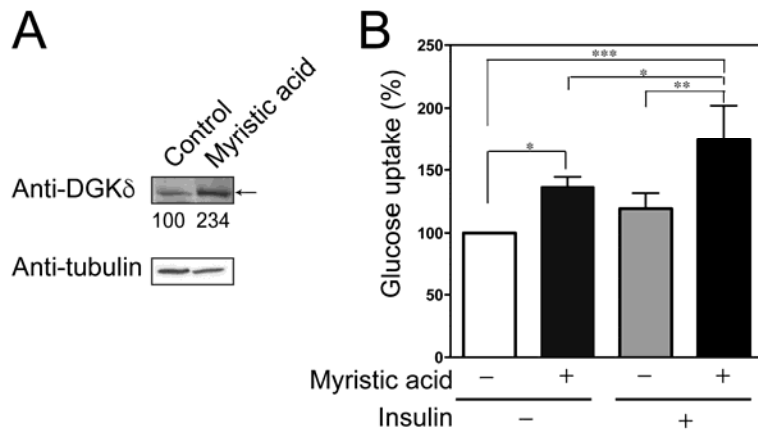 A
Control
Myristic acid
Anti-DGKδ
100 234
Anti-tubulin
B
Glucose uptake (%)
250
200
150
100
50
0
***
*
**
*
Myristic acid − + − +
Insulin − +